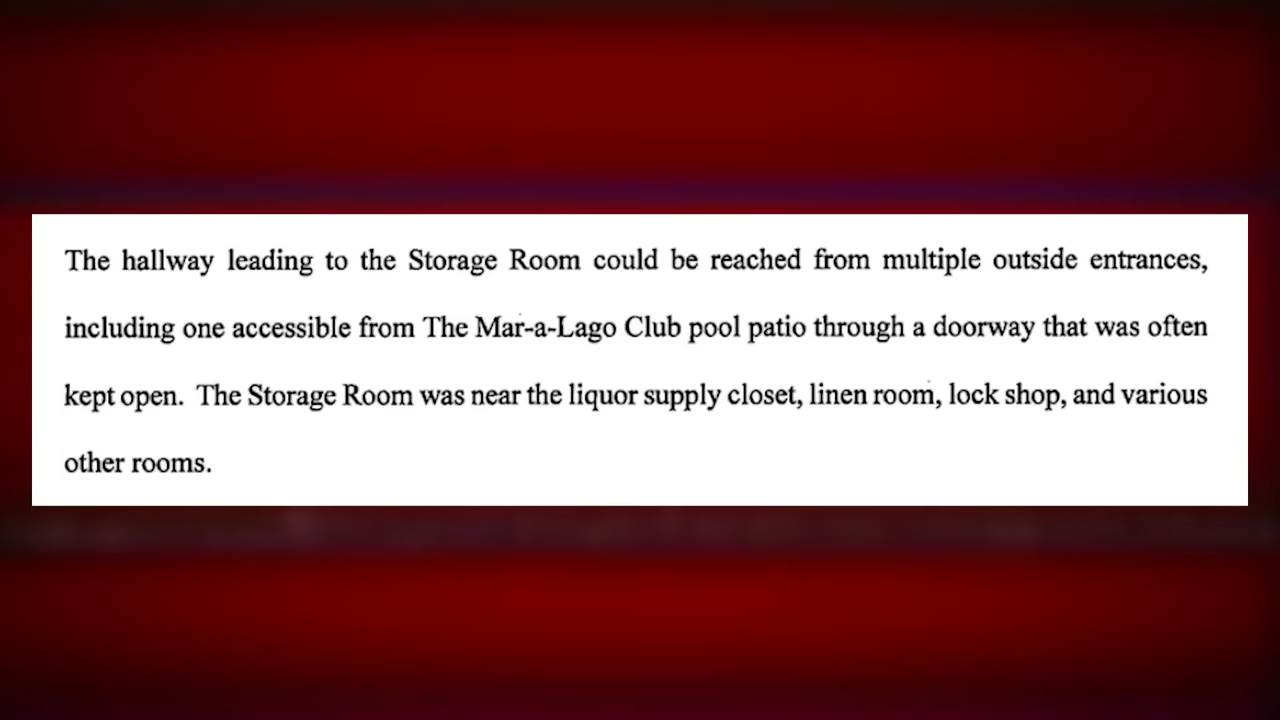 The hallway leading to the Storage Room could be reached from multiple outside entrances,
including one accessible from The Mar-a-Lago Club pool patio through a doorway that was often
kept open. The Storage Room was near the liquor supply closet, linen room, lock shop, and various
other rooms.